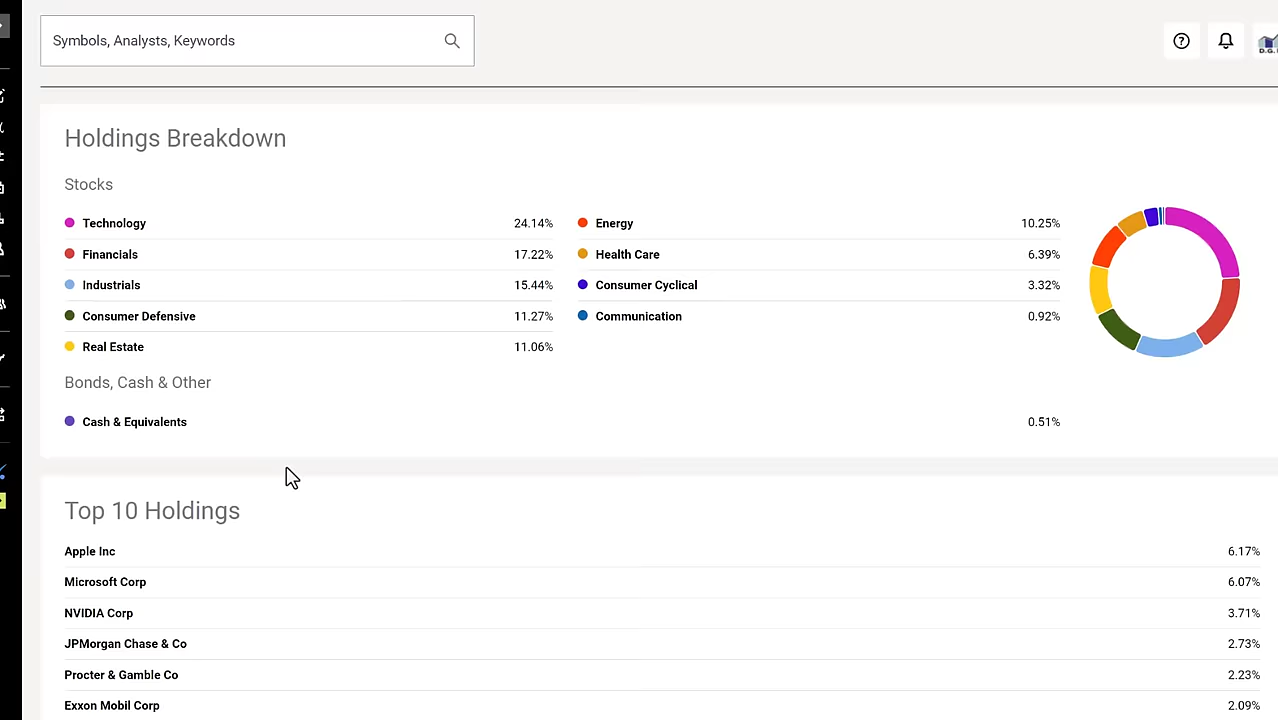 Symbols, Analysts, Keywords
D.G.
Holdings Breakdown
Stocks
Technology 24.14%
Financials 17.22%
Industrials 15.44%
Consumer Defensive 11.27%
Real Estate 11.06%
Energy 10.25%
Health Care 6.39%
Consumer Cyclical 3.32%
Communication 0.92%
Bonds, Cash & Other
Cash & Equivalents 0.51%
Top 10 Holdings
Apple Inc 6.17%
Microsoft Corp 6.07%
NVIDIA Corp 3.71%
JPMorgan Chase & Co 2.73%
Procter & Gamble Co 2.23%
Exxon Mobil Corp 2.09%